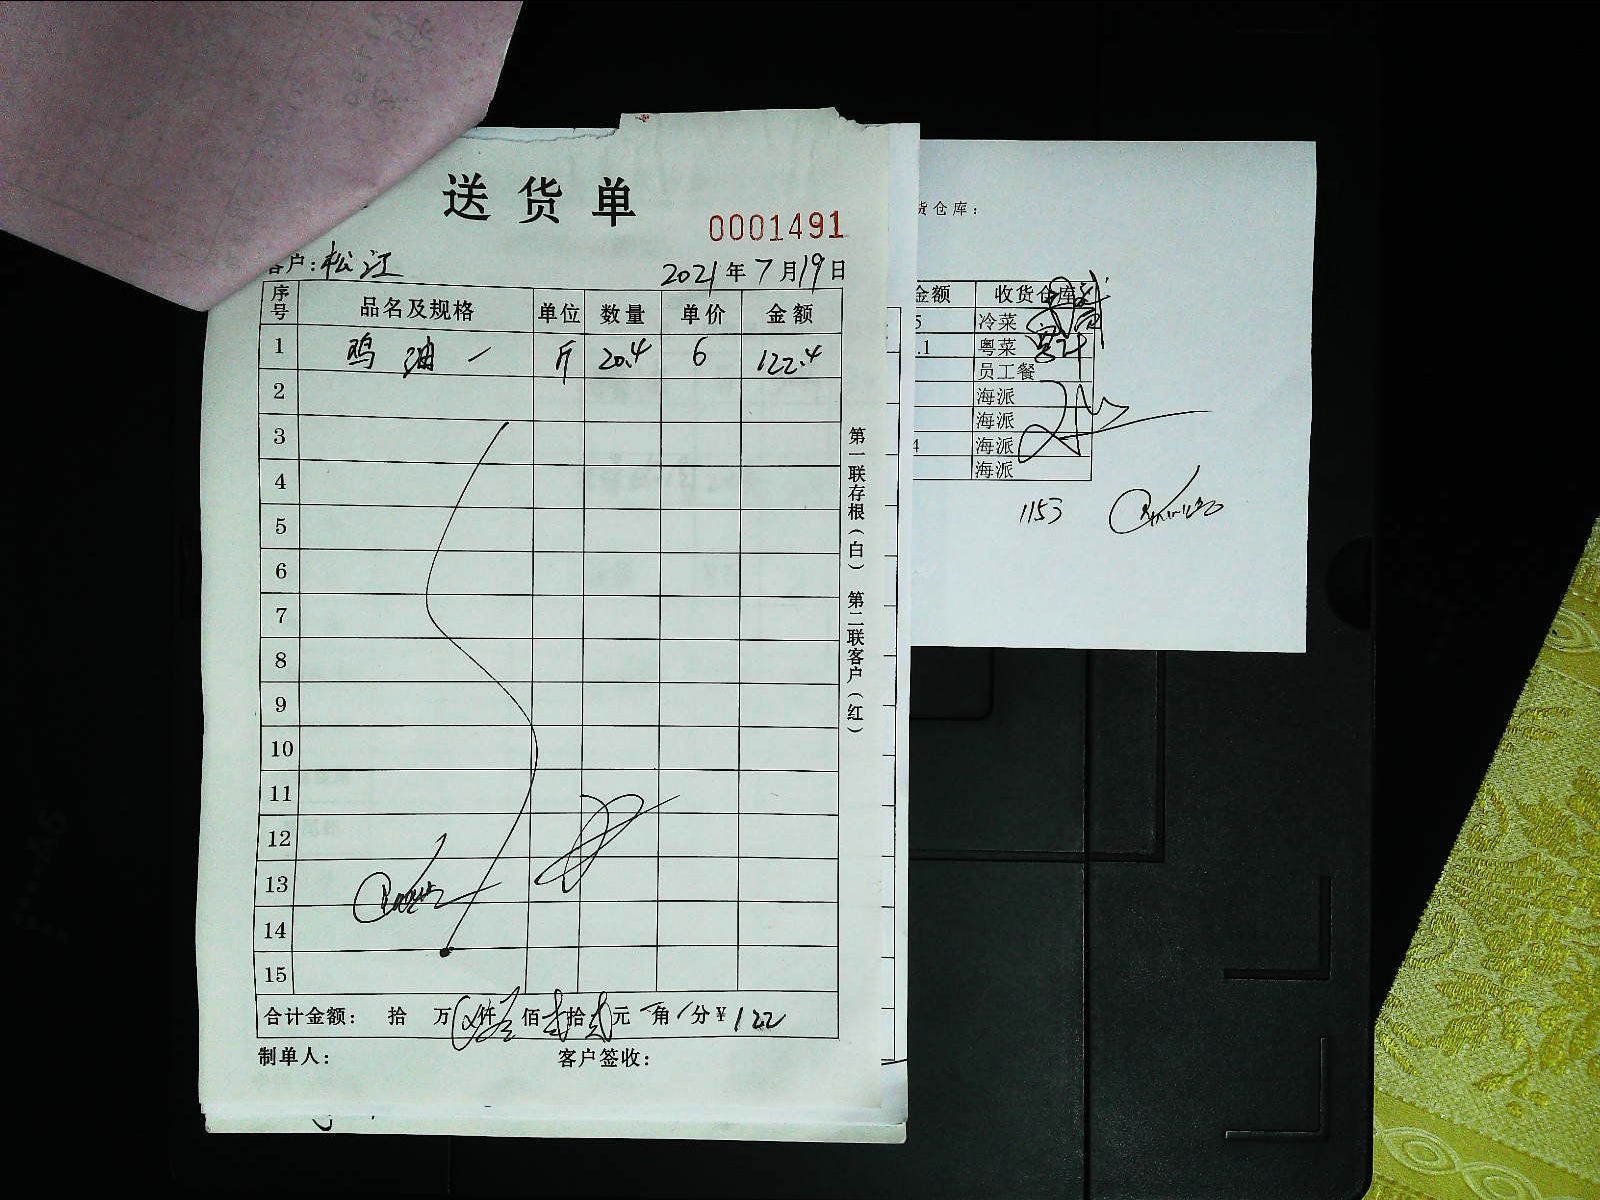 送货单
0001491
客户：松江 2021年7月19日
序号 品名及规格 单位 数量 单价 金额
1 鸡油 斤 20.4 6 122.4
2
3
4
5
6
7
8
9
10
11
12
13
14
15
合计金额： 拾 万 仟 佰 拾 元 角 分 ¥122
制单人： 客户签收：
第一联存根（白） 第二联客户（红）
货仓库：
金额 收货仓库
5 冷菜
.1 粤菜
员工餐
海派
海派
4 海派
海派
1153